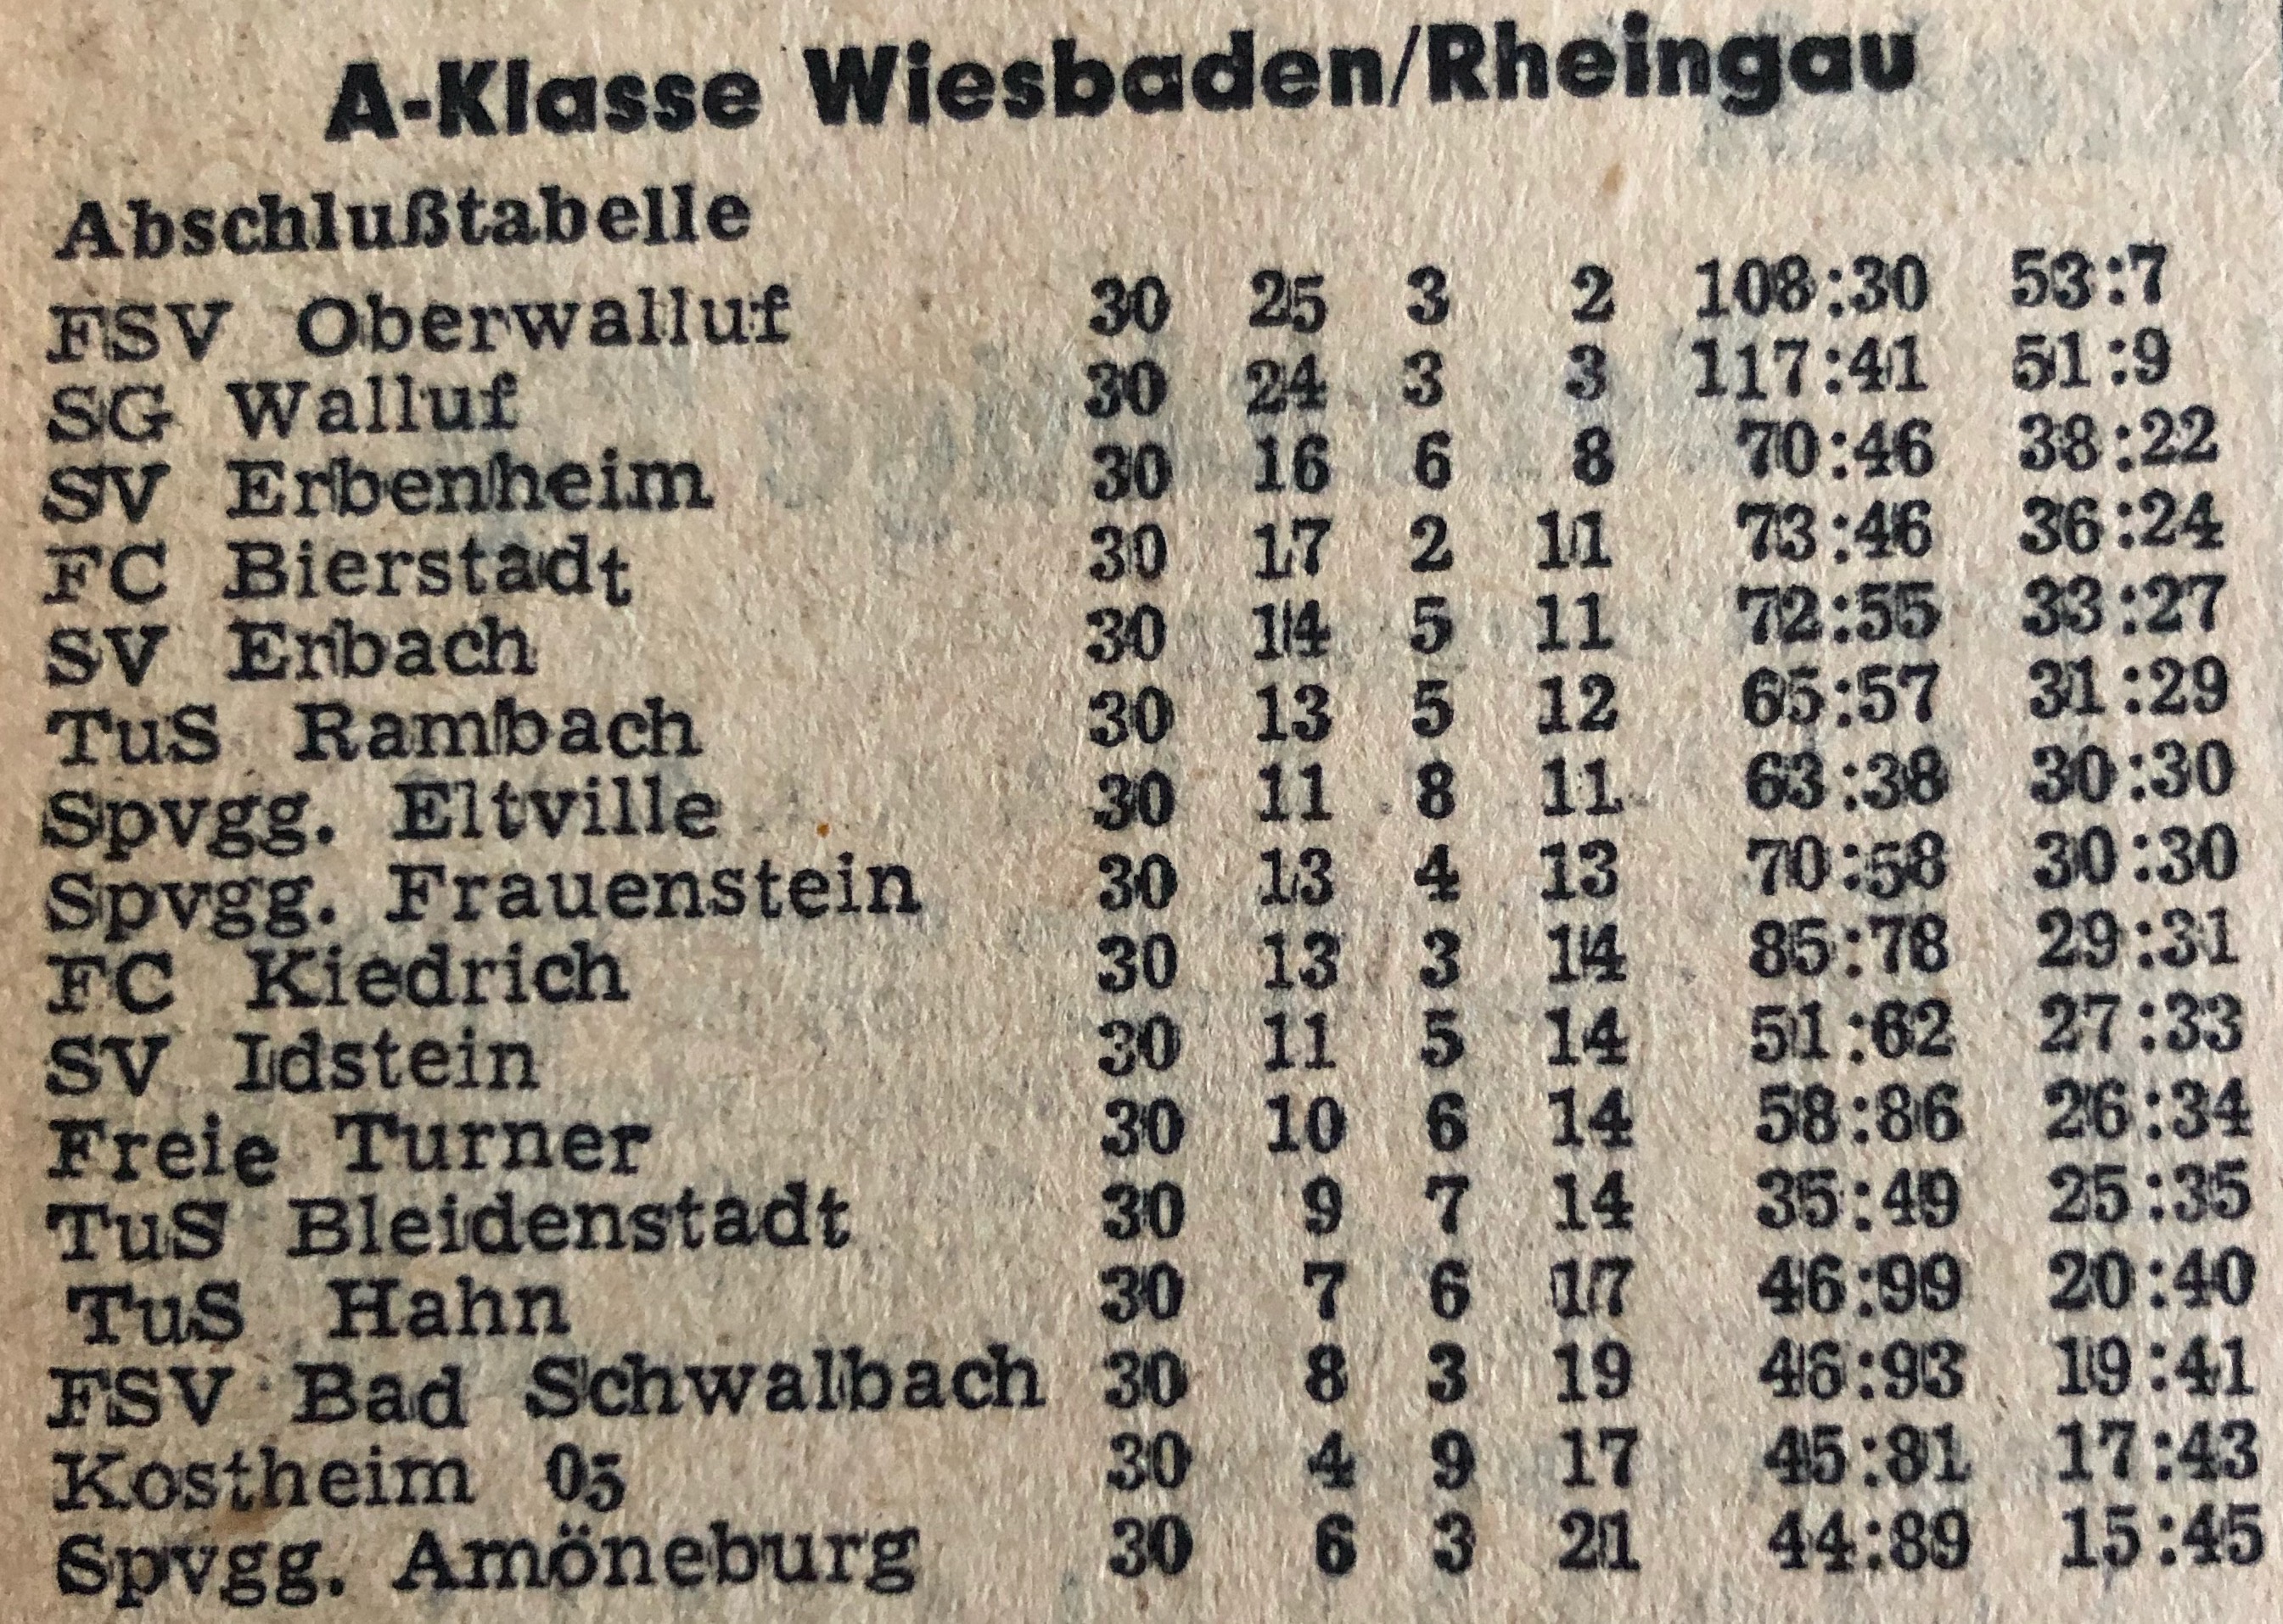 A-Klasse Wiesbaden/Rheingau
Abschlußtabelle
FSV Oberwalluf 30 25 3 2 108:30 53:7
SG Walluf 30 24 3 3 117:41 51:9
SV Erbenheim 30 16 6 8 70:46 38:22
FC Bierstadt 30 17 2 11 73:46 36:24
SV Erbach 30 14 5 11 72:55 33:27
TuS Rambach 30 13 5 12 65:57 31:29
Spvgg. Eltville 30 11 8 11 63:38 30:30
Spvgg. Frauenstein 30 13 4 13 70:58 30:30
FC Kiedrich 30 13 3 14 85:78 29:31
SV Idstein 30 11 5 14 51:62 27:33
Freie Turner 30 10 6 14 58:86 26:34
TuS Bleidenstadt 30 9 7 14 35:49 25:35
TuS Hahn 30 7 6 17 46:99 20:40
FSV Bad Schwalbach 30 8 3 19 46:93 19:41
Kostheim 05 30 4 9 17 45:81 17:43
Spvgg. Amöneburg 30 6 3 21 44:89 15:45